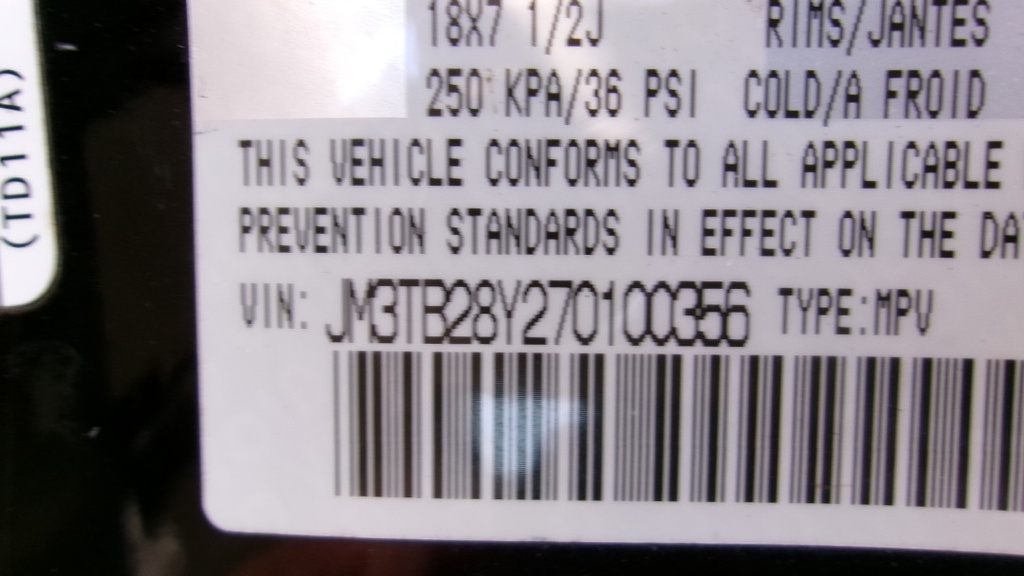 18X7 1/2J RIMS/JANTES
250 KPA/36 PSI COLD/A FROID
THIS VEHICLE CONFORMS TO ALL APPLICABLE
PREVENTION STANDARDS IN EFFECT ON THE DA
VIN: JM3TB28Y270100356 TYPE:MPV
(TD11A)